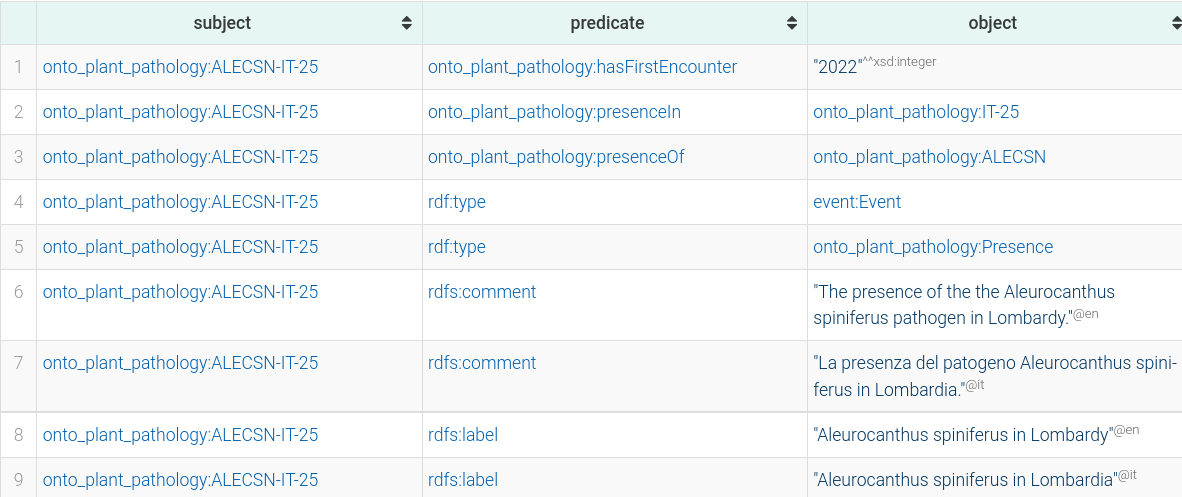 subject predicate object
1 onto_plant_pathology:ALECSN-IT-25 onto_plant_pathology:hasFirstEncounter "2022"^^xsd:integer
2 onto_plant_pathology:ALECSN-IT-25 onto_plant_pathology:presenceIn onto_plant_pathology:IT-25
3 onto_plant_pathology:ALECSN-IT-25 onto_plant_pathology:presenceOf onto_plant_pathology:ALECSN
4 onto_plant_pathology:ALECSN-IT-25 rdf:type event:Event
5 onto_plant_pathology:ALECSN-IT-25 rdf:type onto_plant_pathology:Presence
6 onto_plant_pathology:ALECSN-IT-25 rdfs:comment "The presence of the the Aleurocanthus
spiniferus pathogen in Lombardy."@en
7 onto_plant_pathology:ALECSN-IT-25 rdfs:comment "La presenza del patogeno Aleurocanthus spini-
ferus in Lombardia."@it
8 onto_plant_pathology:ALECSN-IT-25 rdfs:label "Aleurocanthus spiniferus in Lombardy"@en
9 onto_plant_pathology:ALECSN-IT-25 rdfs:label "Aleurocanthus spiniferus in Lombardia"@it